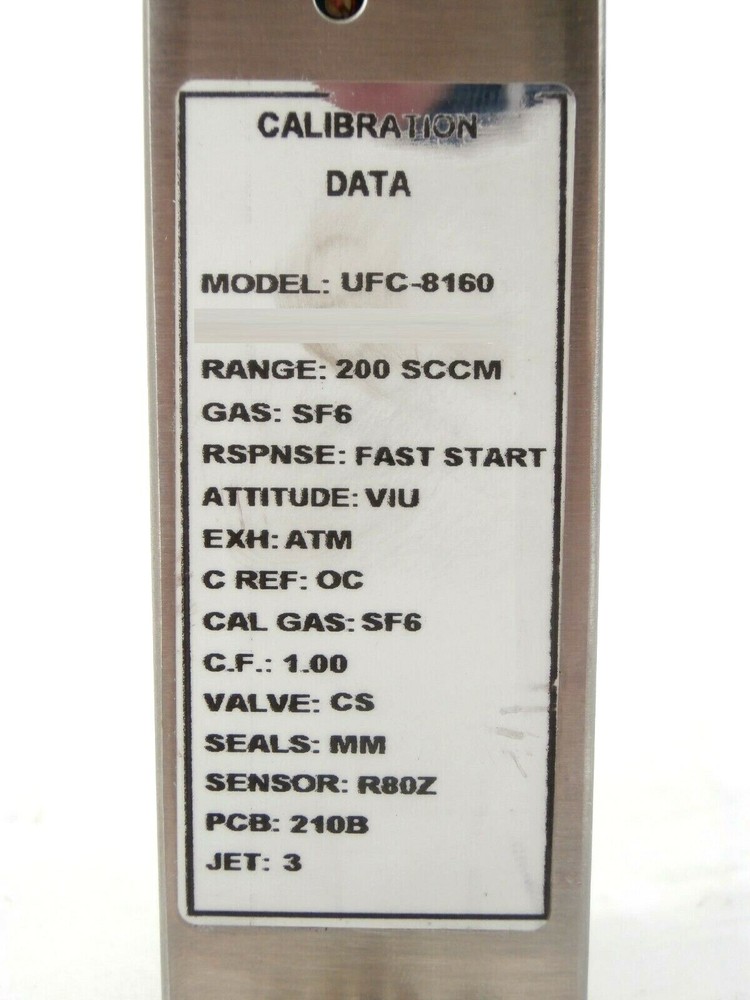 CALIBRATION
DATA
MODEL: UFC-8160
RANGE: 200 SCCM
GAS: SF6
RSPNSE: FAST START
ATTITUDE: VIU
EXH: ATM
C REF: OC
CAL GAS: SF6
C.F.: 1.00
VALVE: CS
SEALS: MM
SENSOR: R80Z
PCB: 210B
JET: 3